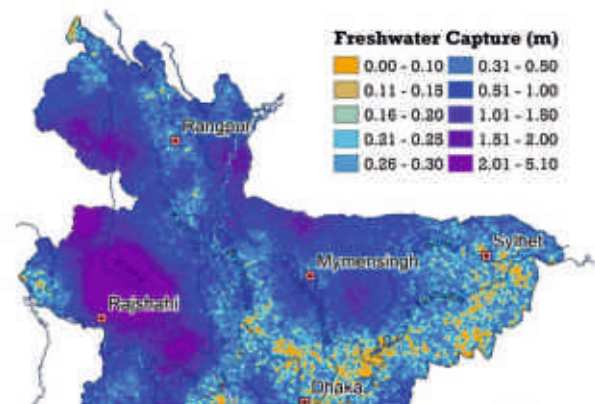 Freshwater Capture (m)
0.00 - 0.10
0.31 - 0.50
0.11 - 0.15
0.51 - 1.00
0.16 - 0.20
1.01 - 1.50
0.21 - 0.25
1.51 - 2.00
0.26 - 0.30
2.01 - 5.10
Rangpur
Sylhet
Mymensingh
Rajshahi
Dhaka